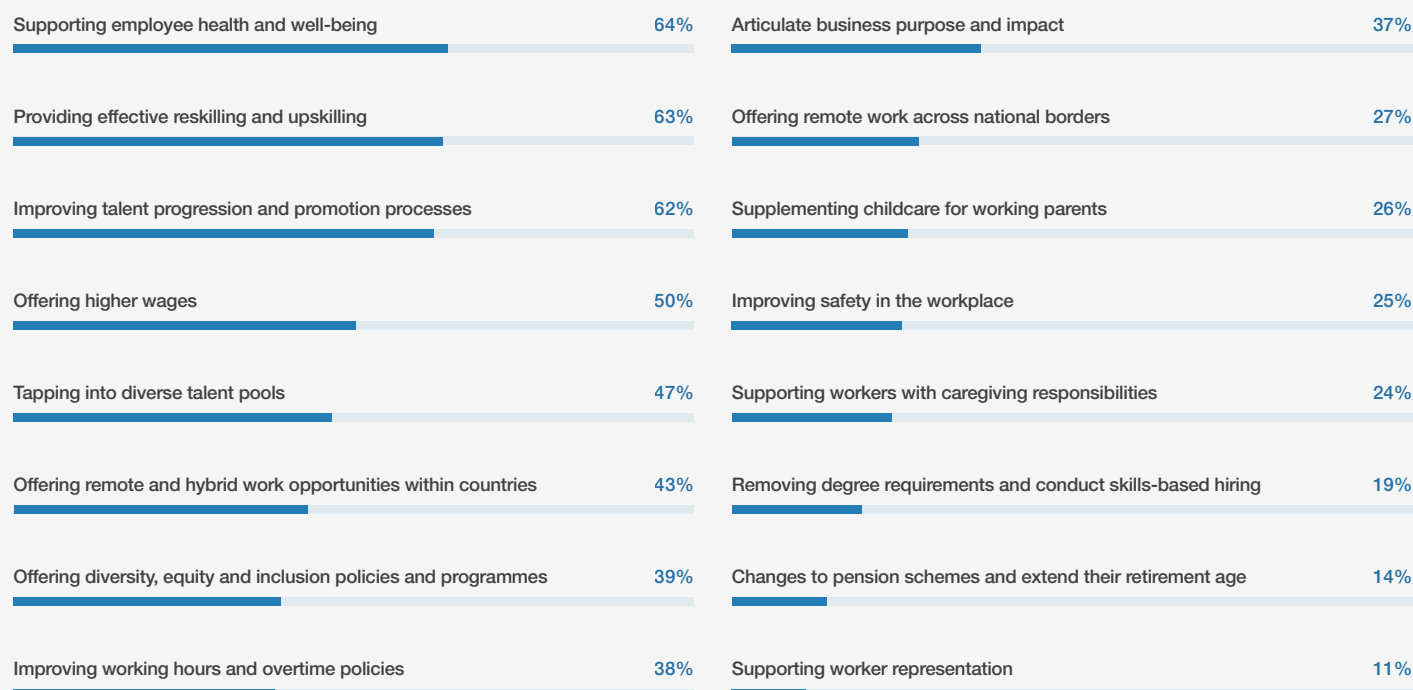 Supporting employee health and well-being 64%
Providing effective reskilling and upskilling 63%
Improving talent progression and promotion processes 62%
Offering higher wages 50%
Tapping into diverse talent pools 47%
Offering remote and hybrid work opportunities within countries 43%
Offering diversity, equity and inclusion policies and programmes 39%
Improving working hours and overtime policies 38%
Articulate business purpose and impact 37%
Offering remote work across national borders 27%
Supplementing childcare for working parents 26%
Improving safety in the workplace 25%
Supporting workers with caregiving responsibilities 24%
Removing degree requirements and conduct skills-based hiring 19%
Changes to pension schemes and extend their retirement age 14%
Supporting worker representation 11%